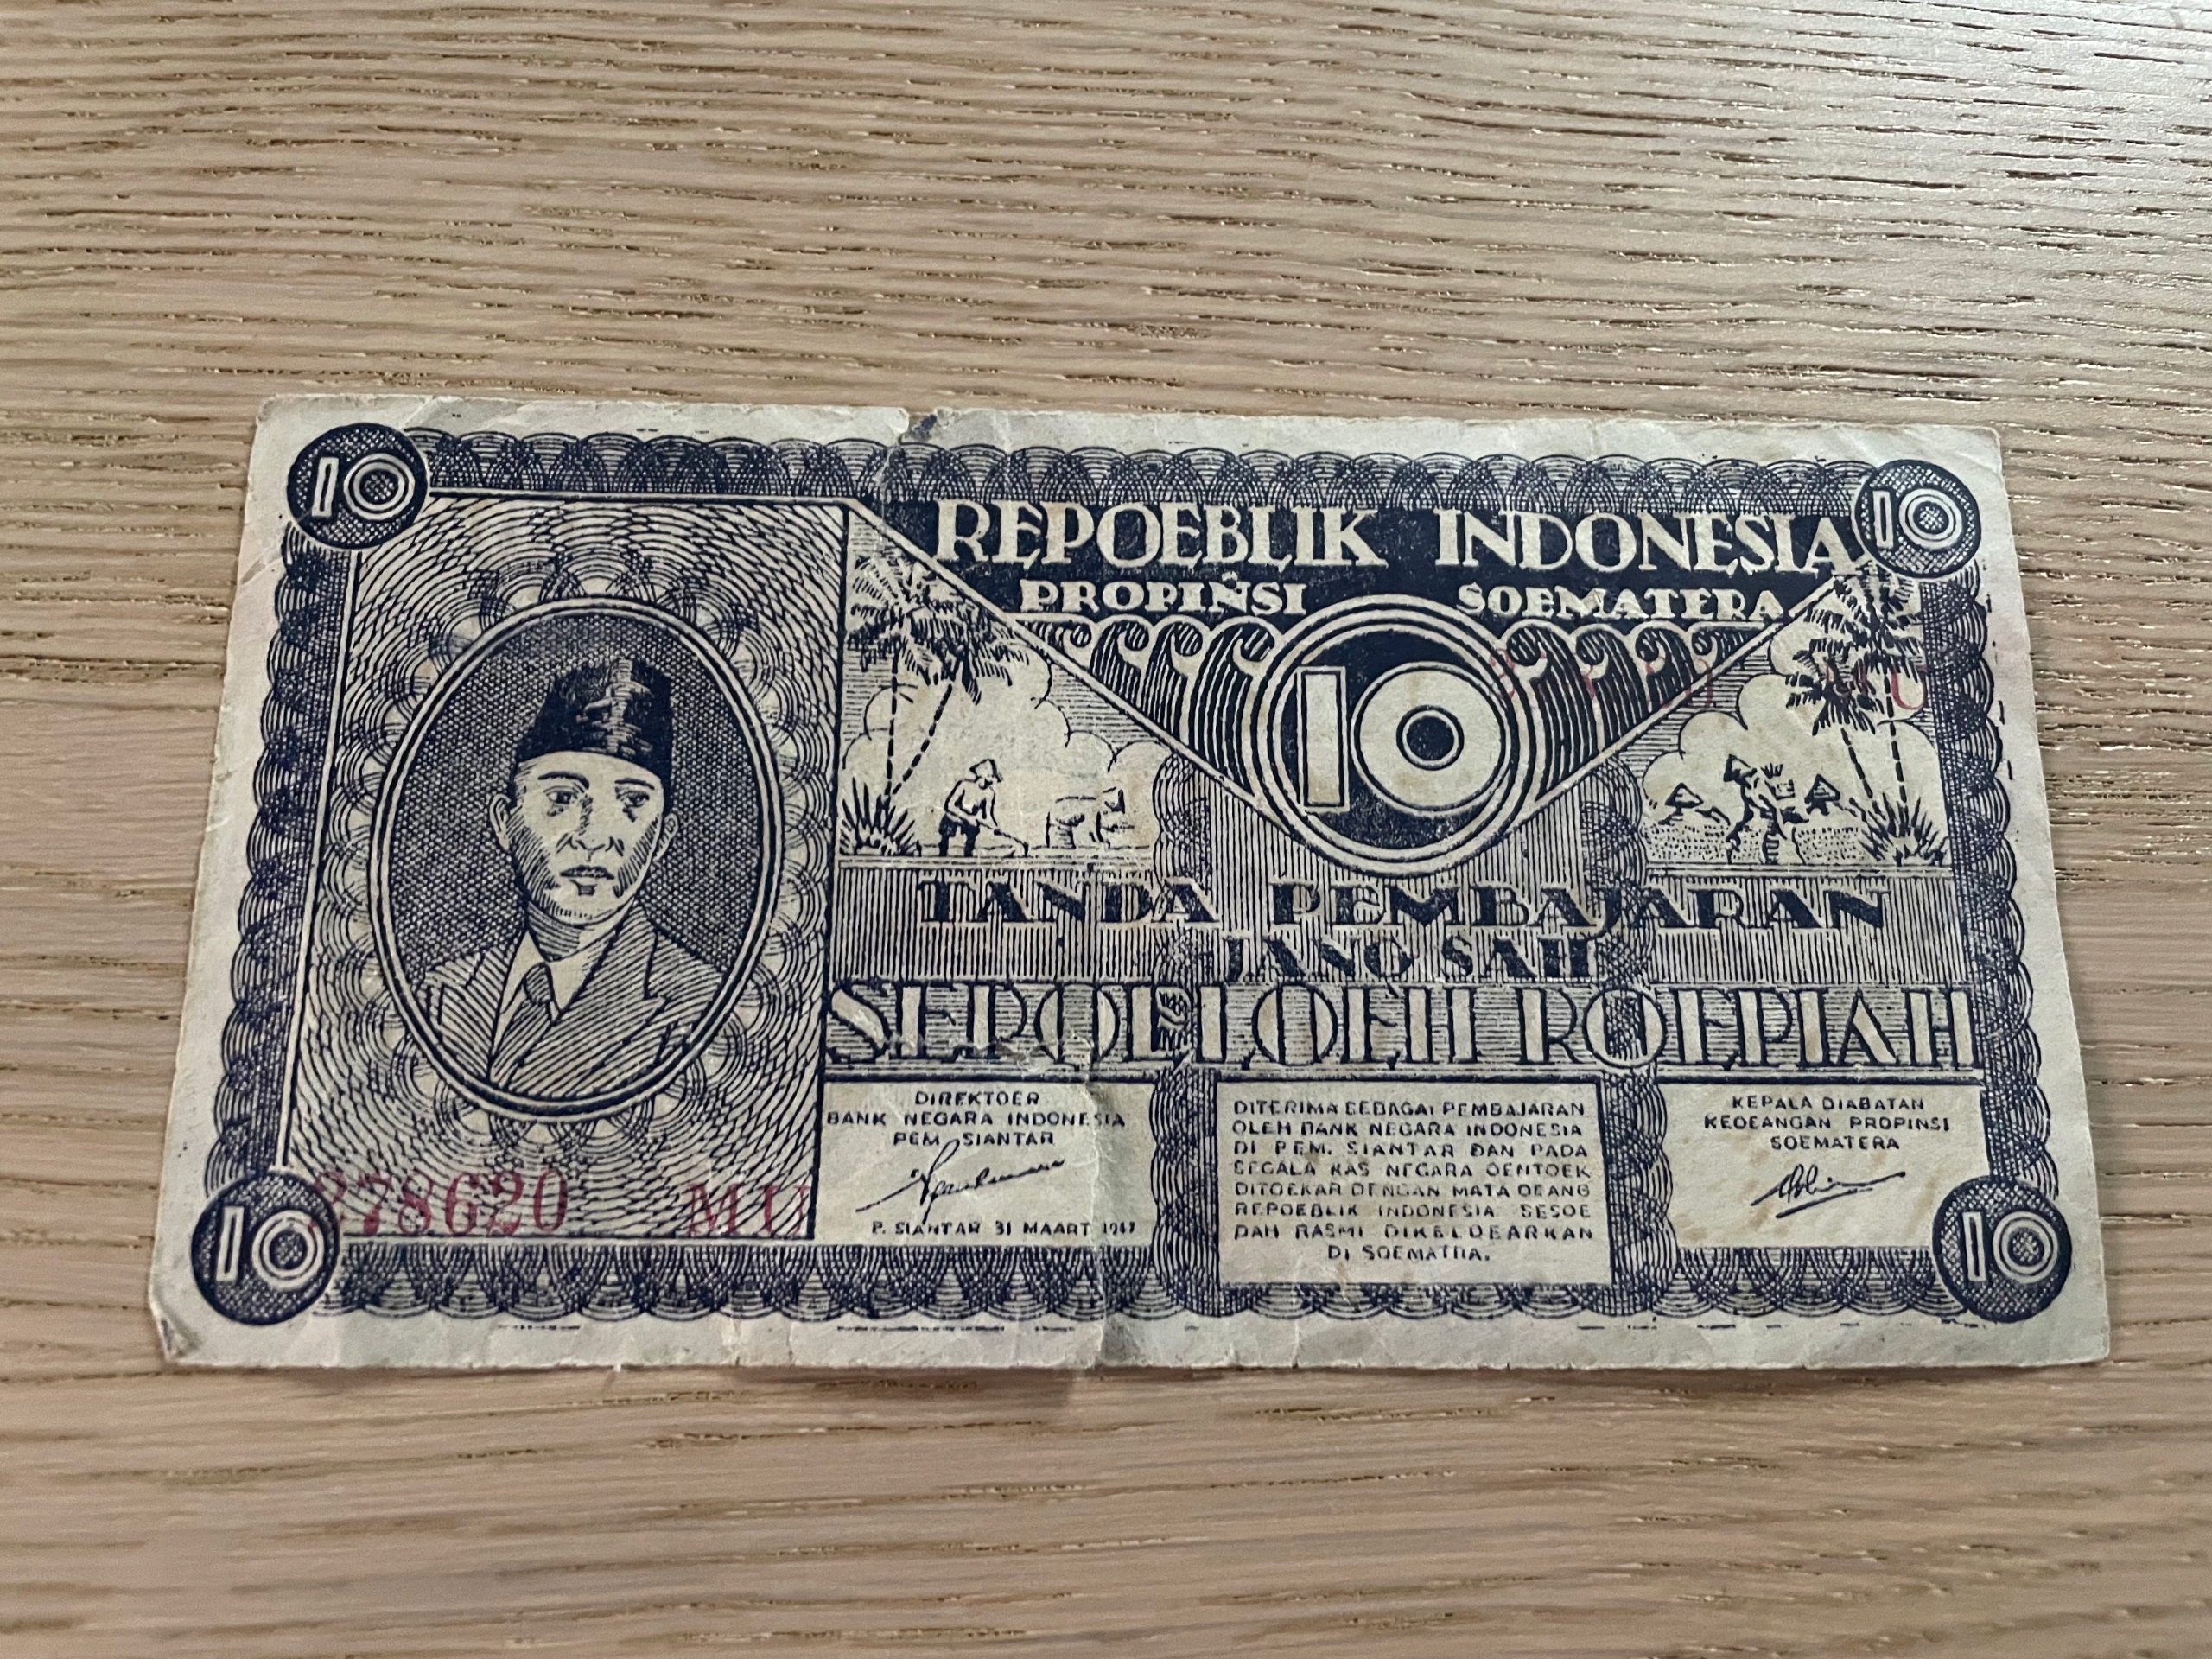 10
10
REPOEBLIK INDONESIA
PROPIÑSI SOEMATERA
10
TANDA PEMBAJARAN
JANG SAH
SEPOELOEH ROEPIAH
DIREKTOER
BANK NEGARA INDONESIA
PEM. SIANTAR
P. SIANTAR 31 MAART 1947
DITERIMA SEBAGAI PEMBAJARAN
OLEH BANK NEGARA INDONESIA
DI PEM. SIANTAR DAN PADA
SEGALA KAS NEGARA OENTOEK
DITOEKAR DENGAN MATA OEANG
REPOEBLIK INDONESIA SESOE
DAH RASMI DIKELOEARKAN
DI SOEMATRA.
KEPALA DIABATAN
KEOEANGAN PROPINSI
SOEMATERA
278620 MU
10
10